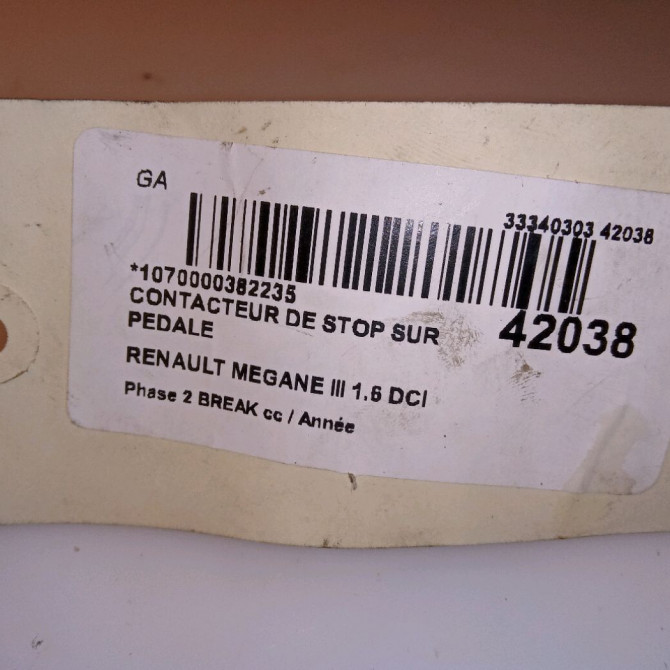 GA
33340303 42038
*1070000382235
CONTACTEUR DE STOP SUR
PEDALE
42038
RENAULT MEGANE III 1.6 DCI
Phase 2 BREAK cc / Année